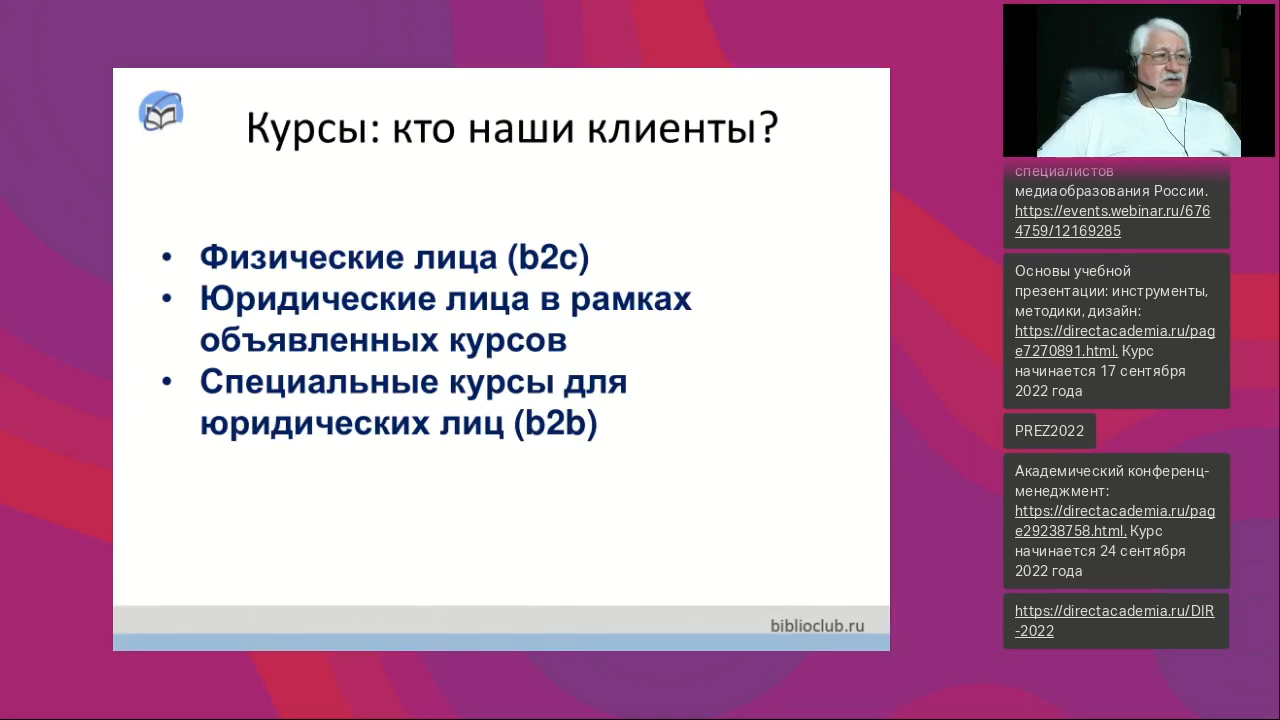 Курсы: кто наши клиенты?
• Физические лица (b2c)
• Юридические лица в рамках
объявленных курсов
• Специальные курсы для
юридических лиц (b2b)
biblioclub.ru
специалистов
медиаобразования России.
https://events.webinar.ru/676
4759/12169285
Основы учебной
презентации: инструменты,
методики, дизайн:
https://directacademia.ru/pag
e7270891.html. Курс
начинается 17 сентября
2022 года
PREZ2022
Академический конференц-
менеджмент:
https://directacademia.ru/pag
e29238758.html. Курс
начинается 24 сентября
2022 года
https://directacademia.ru/DIR
-2022